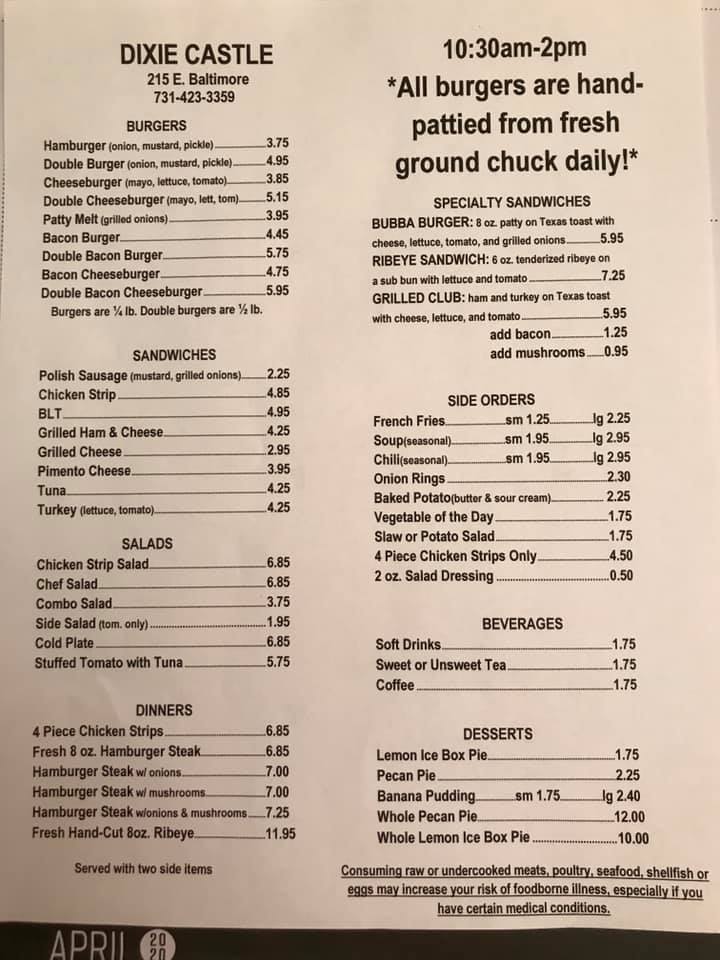 DIXIE CASTLE
215 E. Baltimore
731-423-3359
BURGERS
Hamburger (onion, mustard, pickle) 3.75
Double Burger (onion, mustard, pickle) 4.95
Cheeseburger (mayo, lettuce, tomato) 3.85
Double Cheeseburger (mayo, lett, tom) 5.15
Patty Melt (grilled onions) 3.95
Bacon Burger 4.45
Double Bacon Burger 5.75
Bacon Cheeseburger 4.75
Double Bacon Cheeseburger 5.95
Burgers are ¼ lb. Double burgers are ½ lb.
SANDWICHES
Polish Sausage (mustard, grilled onions) 2.25
Chicken Strip 4.85
BLT 4.95
Grilled Ham & Cheese 4.25
Grilled Cheese 2.95
Pimento Cheese 3.95
Tuna 4.25
Turkey (lettuce, tomato) 4.25
SALADS
Chicken Strip Salad 6.85
Chef Salad 6.85
Combo Salad 3.75
Side Salad (tom. only) 1.95
Cold Plate 6.85
Stuffed Tomato with Tuna 5.75
DINNERS
4 Piece Chicken Strips 6.85
Fresh 8 oz. Hamburger Steak 6.85
Hamburger Steak w/ onions 7.00
Hamburger Steak w/ mushrooms 7.00
Hamburger Steak w/onions & mushrooms 7.25
Fresh Hand-Cut 8oz. Ribeye 11.95
Served with two side items
10:30am-2pm
*All burgers are hand-
pattied from fresh
ground chuck daily!*
SPECIALTY SANDWICHES
BUBBA BURGER: 8 oz. patty on Texas toast with
cheese, lettuce, tomato, and grilled onions 5.95
RIBEYE SANDWICH: 6 oz. tenderized ribeye on
a sub bun with lettuce and tomato 7.25
GRILLED CLUB: ham and turkey on Texas toast
with cheese, lettuce, and tomato 5.95
add bacon 1.25
add mushrooms 0.95
SIDE ORDERS
French Fries sm 1.25 lg 2.25
Soup(seasonal) sm 1.95 lg 2.95
Chili(seasonal) sm 1.95 lg 2.95
Onion Rings 2.30
Baked Potato(butter & sour cream) 2.25
Vegetable of the Day 1.75
Slaw or Potato Salad 1.75
4 Piece Chicken Strips Only 4.50
2 oz. Salad Dressing 0.50
BEVERAGES
Soft Drinks 1.75
Sweet or Unsweet Tea 1.75
Coffee 1.75
DESSERTS
Lemon Ice Box Pie 1.75
Pecan Pie 2.25
Banana Pudding sm 1.75 lg 2.40
Whole Pecan Pie 12.00
Whole Lemon Ice Box Pie 10.00
Consuming raw or undercooked meats, poultry, seafood, shellfish or
eggs may increase your risk of foodborne illness, especially if you
have certain medical conditions.
APRIL 2020